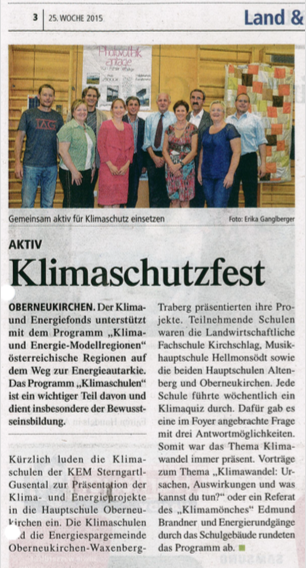 3 25. WOCHE 2015
Land &
Photovoltaik
TAG
Gemeinsam aktiv für Klimaschutz einsetzen Foto: Erika Ganglberger
AKTIV
Klimaschutzfest
OBERNEUKIRCHEN. Der Klima-
und Energiefonds unterstützt
mit dem Programm „Klima-
und Energie-Modellregionen"
österreichische Regionen auf
dem Weg zur Energieautarkie.
Das Programm „Klimaschulen"
ist ein wichtiger Teil davon und
dient insbesondere der Bewusst-
seinsbildung.
Kürzlich luden die Klima-
schulen der KEM Sterngartl-
Gusental zur Präsentation der
Klima- und Energieprojekte
in die Hauptschule Oberneu-
kirchen ein. Die Klimaschulen
und die Energiespargemeinde
Oberneukirchen-Waxenberg-
Traberg präsentierten ihre Pro-
jekte. Teilnehmende Schulen
waren die Landwirtschaftliche
Fachschule Kirchschlag, Musik-
hauptschule Hellmonsödt sowie
die beiden Hauptschulen Alten-
berg und Oberneukirchen. Jede
Schule führte wöchentlich ein
Klimaquiz durch. Dafür gab es
eine im Foyer angebrachte Frage
mit drei Antwortmöglichkeiten.
Somit war das Thema Klima-
wandel immer präsent. Vorträge
zum Thema „Klimawandel: Ur-
sachen, Auswirkungen und was
kannst du tun?" oder ein Referat
des „Klimamönches" Edmund
Brandner und Energierundgänge
durch das Schulgebäude rundeten
das Programm ab.